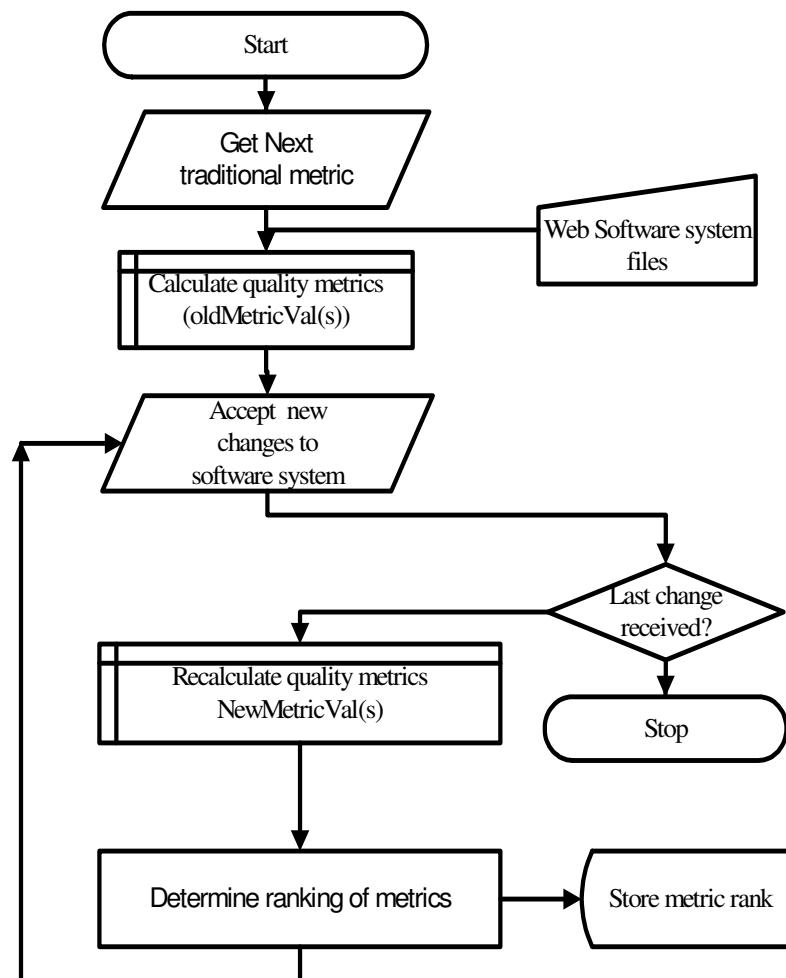 Start
Get Next
traditional metric
Web Software system
files
Calculate quality metrics
(oldMetricVal(s))
Accept new
changes to
software system
Last change
received?
Recalculate quality metrics
NewMetricVal(s)
Stop
Determine ranking of metrics
Store metric rank